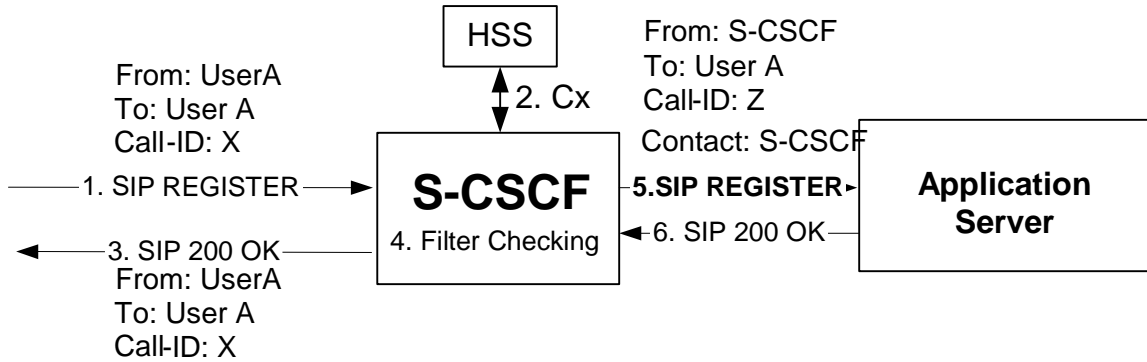 HSS
From: UserA
To: User A
Call-ID: X
2. Cx
From: S-CSCF
To: User A
Call-ID: Z
Contact: S-CSCF
1. SIP REGISTER
S-CSCF
4. Filter Checking
5.SIP REGISTER
Application
Server
3. SIP 200 OK
6. SIP 200 OK
From: UserA
To: User A
Call-ID: X